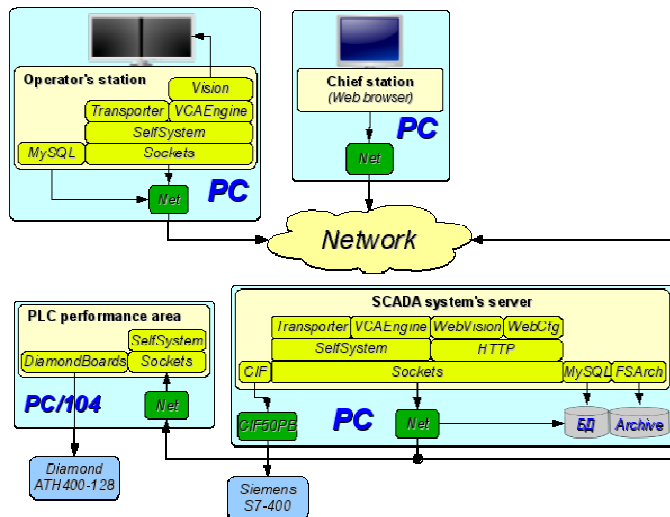 Operator's station
Vision
Transporter
VCAEngine
SelfSystem
MySQL
Sockets
Net
PC
Chief station
(Web browser)
PC
Net
Network
PLC performance area
SelfSystem
DiamondBoards
Sockets
PC/104
Net
Diamond
ATH400-128
SCADA system's server
Transporter
VCAEngine
WebVision
WebCfg
SelfSystem
HTTP
CIF
Sockets
MySQL
FSArch
CIF50PB
PC
Net
БД
Archive
Siemens
S7-400